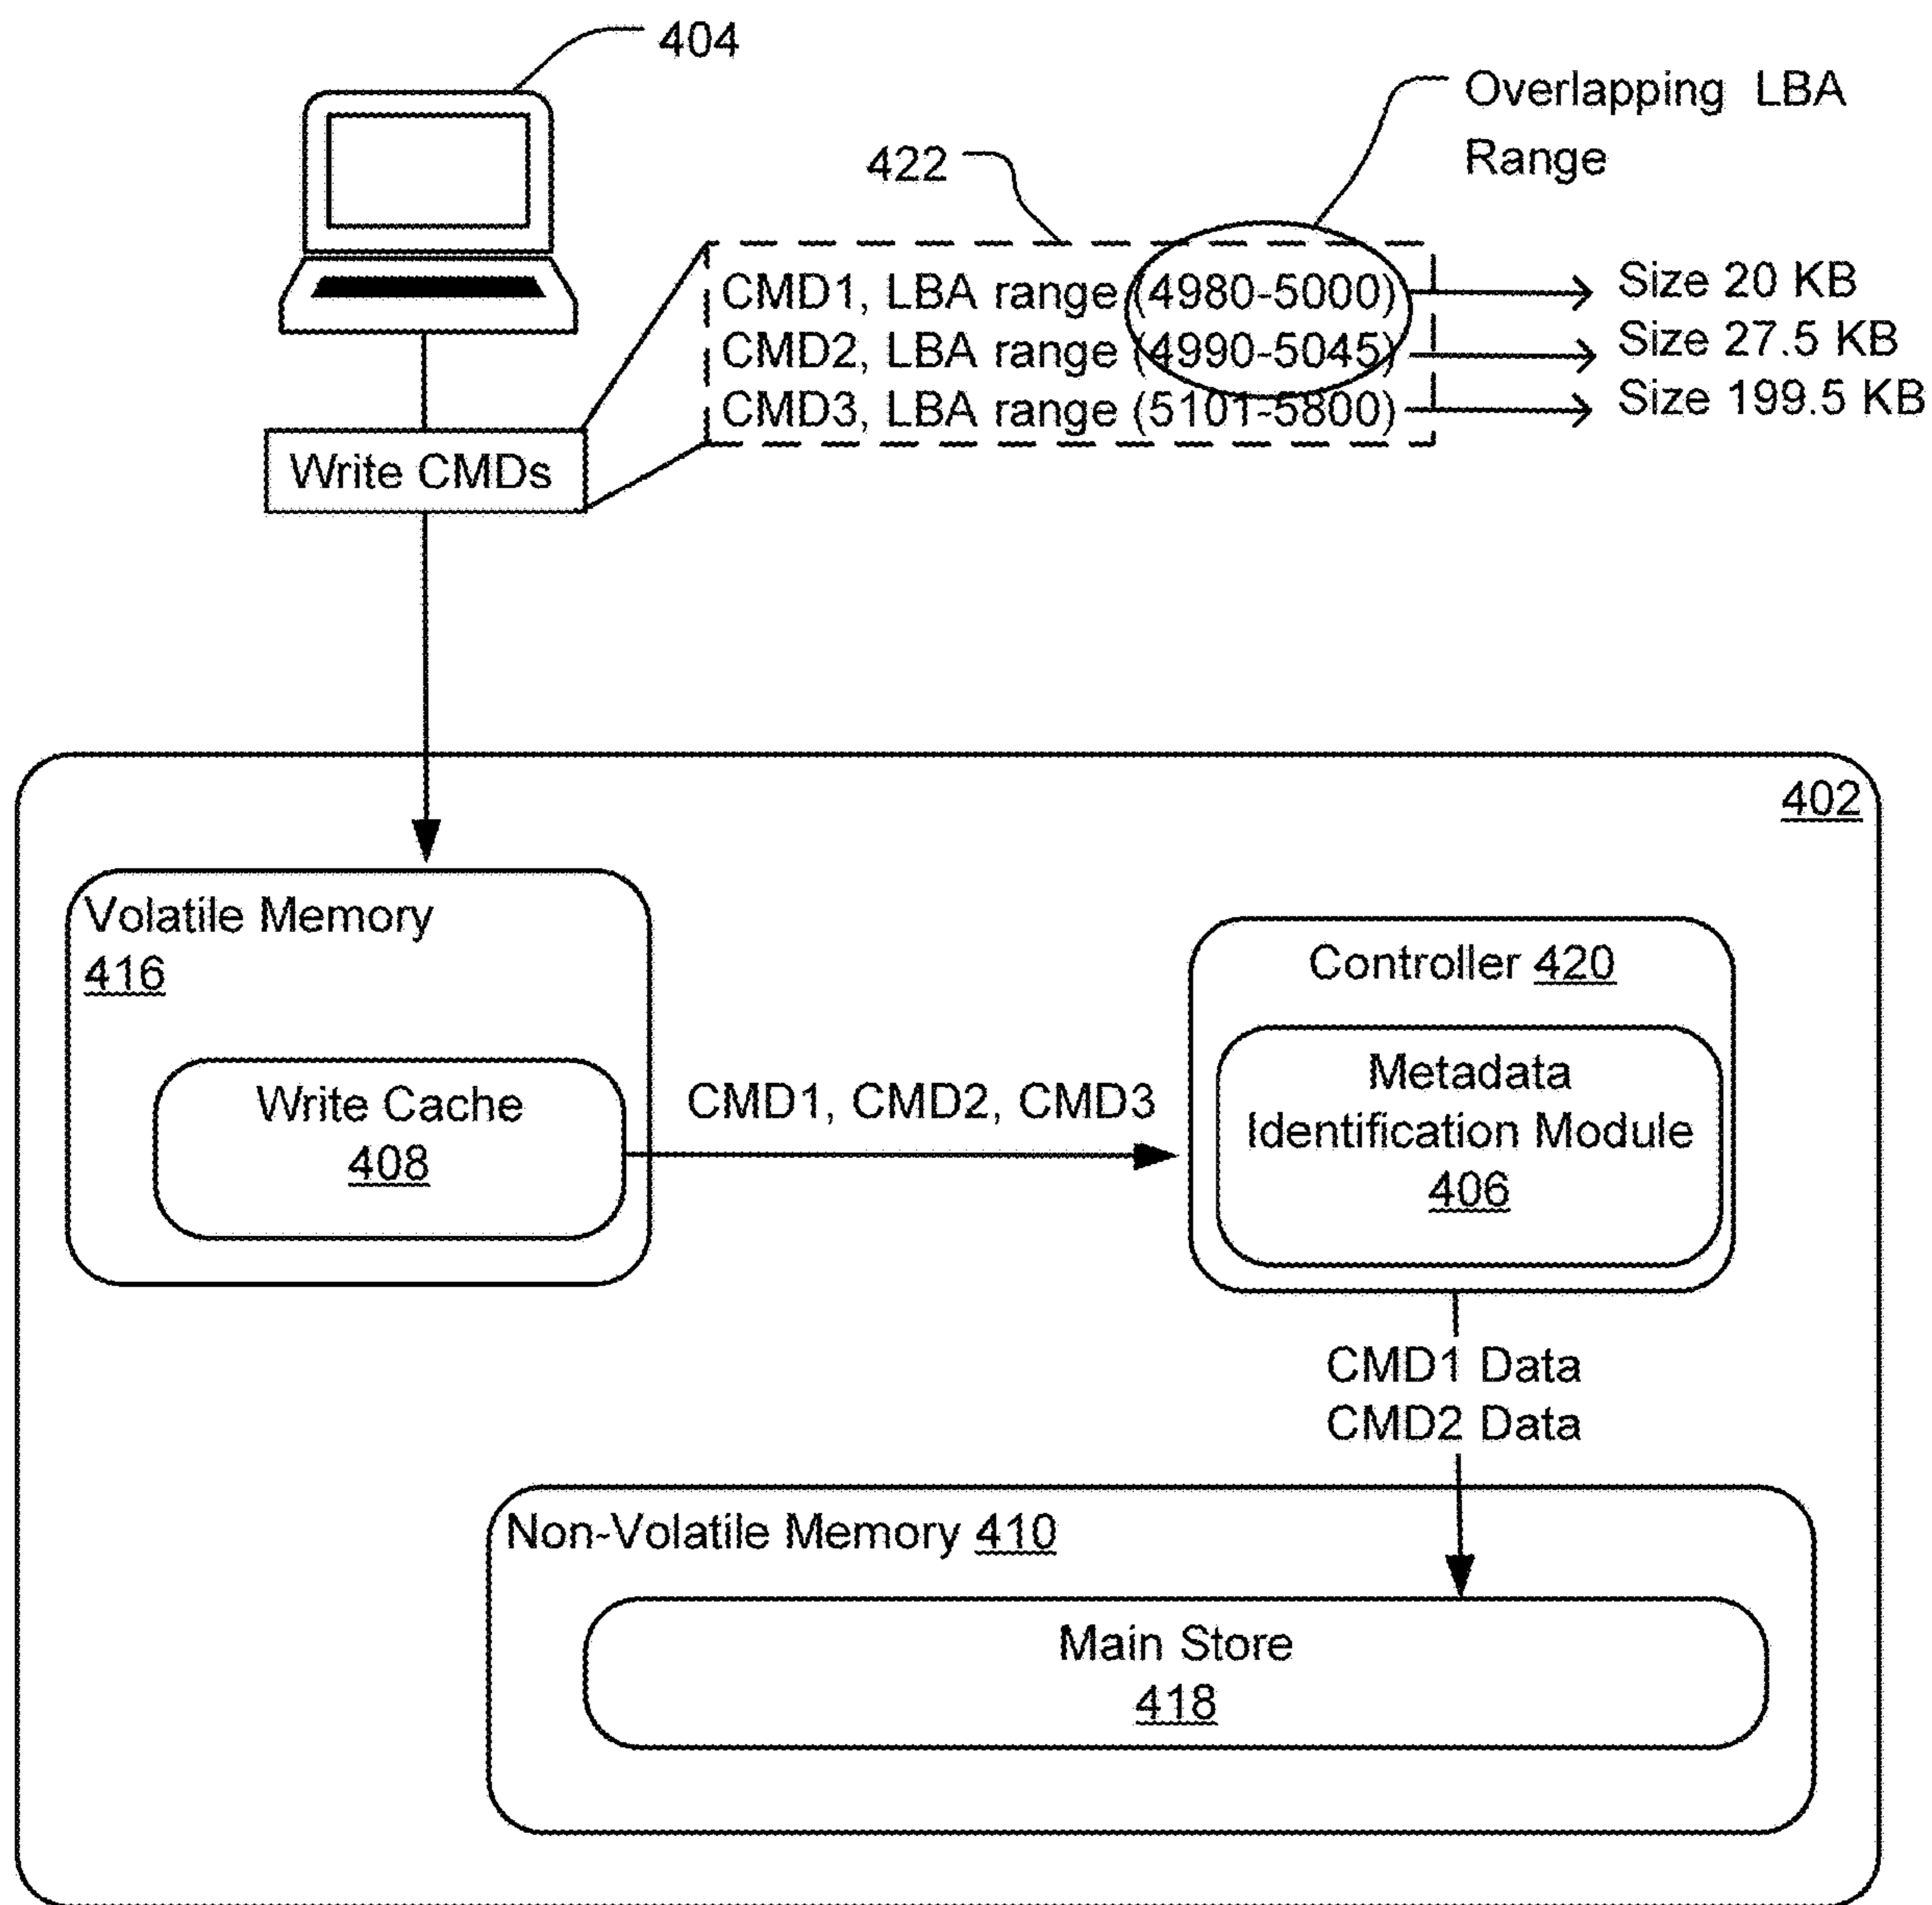 404
Overlapping LBA
Range
422
CMD1, LBA range (4980-5000)
Size 20 KB
CMD2, LBA range (4990-5045)
Size 27.5 KB
CMD3, LBA range (5101-5800)
Size 199.5 KB
Write CMDs
402
Volatile Memory
416
Controller 420
Write Cache
408
CMD1, CMD2, CMD3
Metadata
Identification Module
406
CMD1 Data
CMD2 Data
Non-Volatile Memory 410
Main Store
418